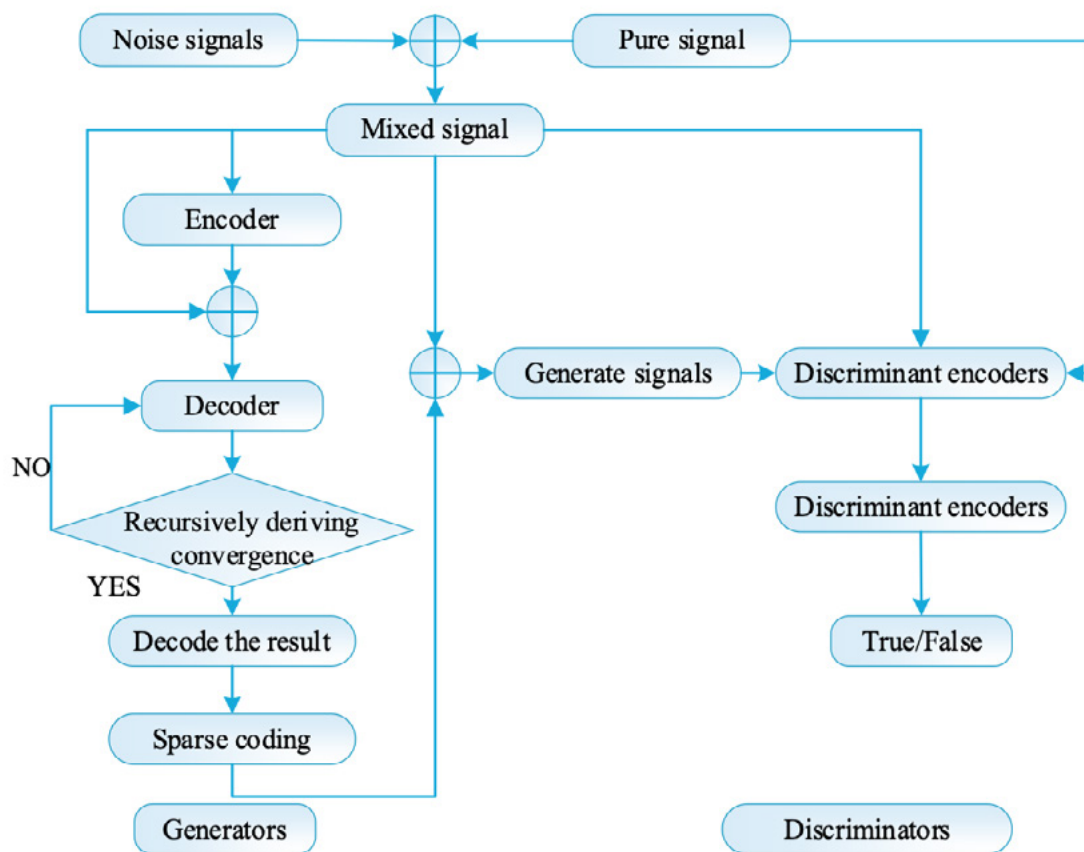 Noise signals
Pure signal
Mixed signal
Encoder
Generate signals
Discriminant encoders
Decoder
NO
Recursively deriving
convergence
Discriminant encoders
YES
Decode the result
True/False
Sparse coding
Generators
Discriminators